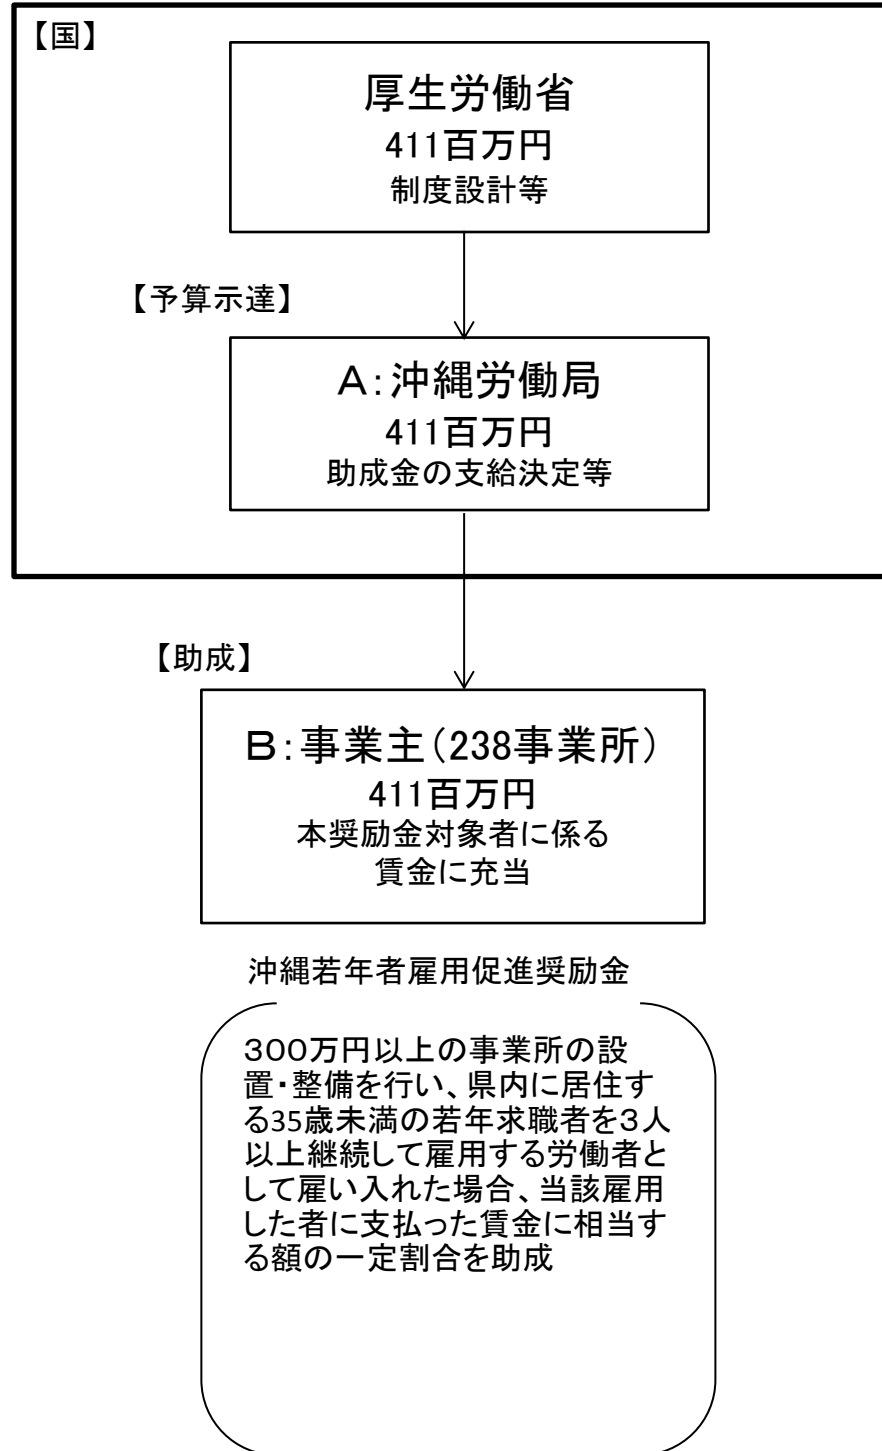 【国】
厚生労働省
411百万円
制度設計等
【予算示達】
Ａ：沖縄労働局
411百万円
助成金の支給決定等
【助成】
Ｂ：事業主（238事業所）
411百万円
本奨励金対象者に係る
賃金に充当
沖縄若年者雇用促進奨励金
３００万円以上の事業所の設
置・整備を行い、県内に居住す
る35歳未満の若年求職者を３人
以上継続して雇用する労働者と
して雇い入れた場合、当該雇用
した者に支払った賃金に相当す
る額の一定割合を助成